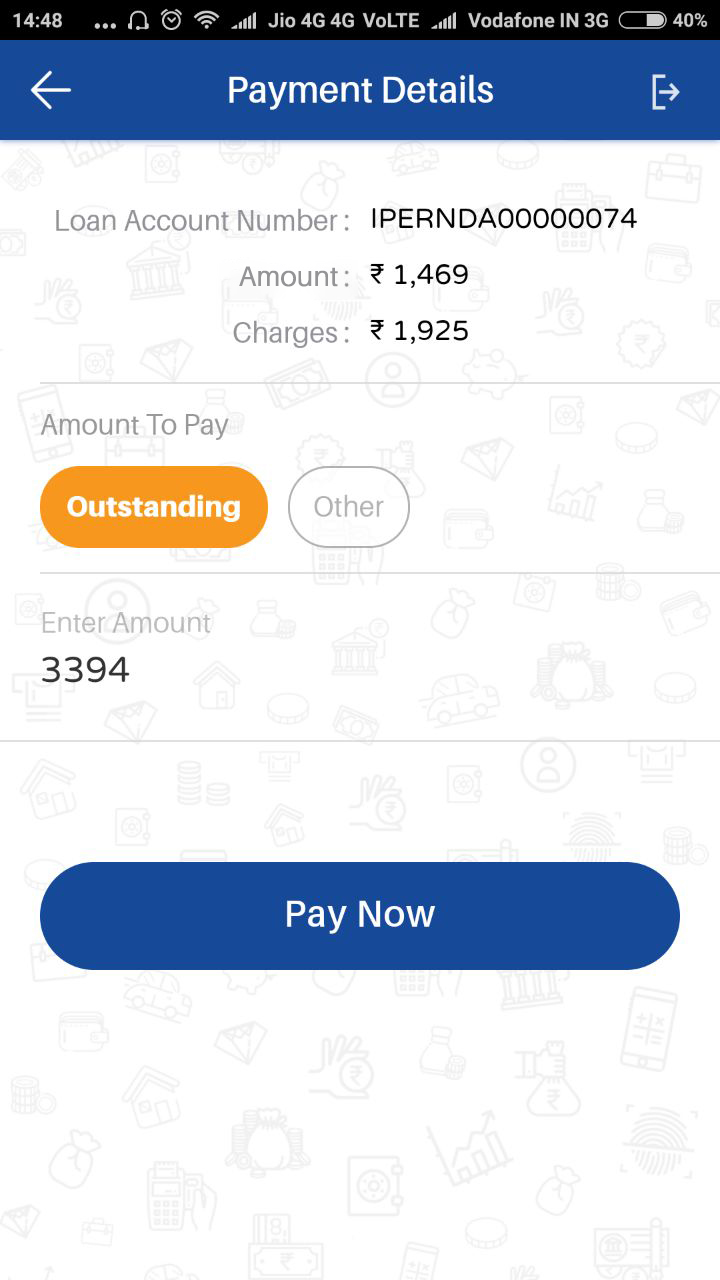 14:48 ... Jio 4G 4G VoLTE Vodafone IN 3G 40%
Payment Details
Loan Account Number : IPERNDA00000074
Amount : ₹ 1,469
Charges : ₹ 1,925
Amount To Pay
Outstanding Other
Enter Amount
3394
Pay Now